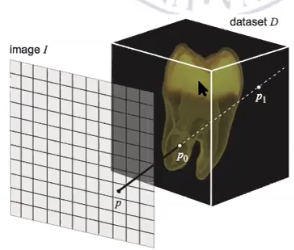 dataset D
image I
p₁
p₀
p